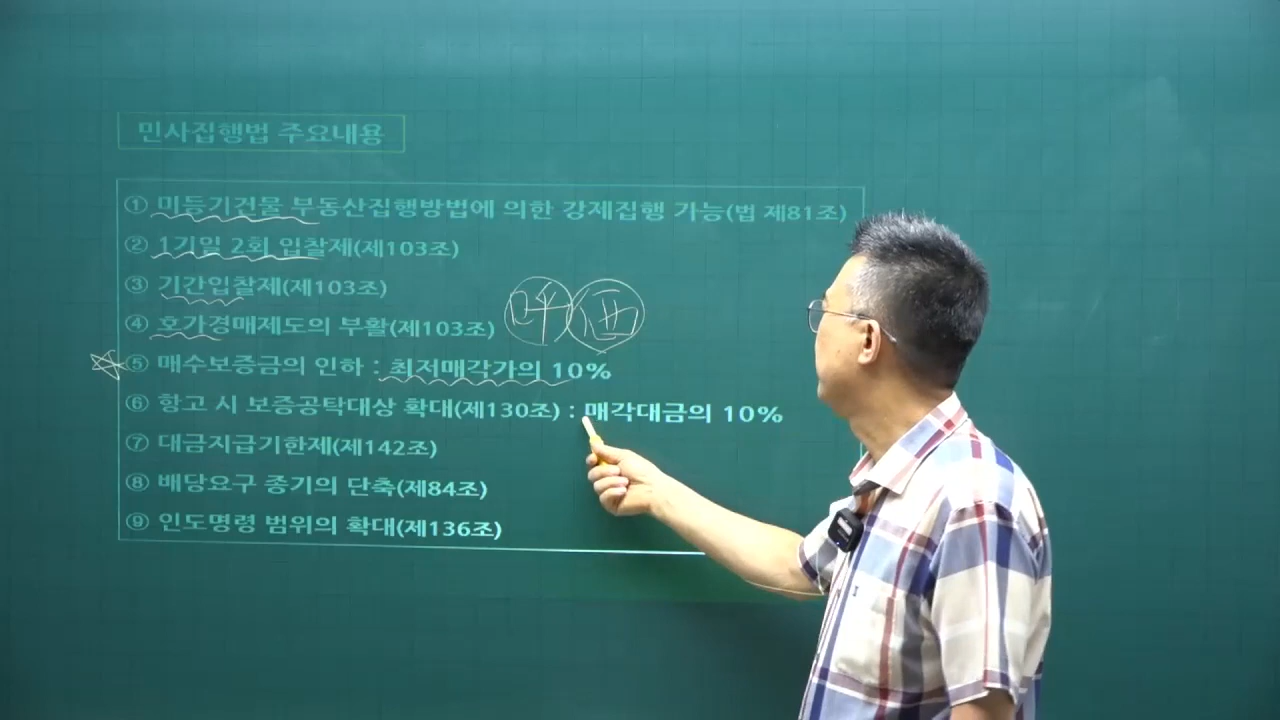 민사집행법 주요내용
① 미등기건물 부동산집행방법에 의한 강제집행 가능(법 제81조)
② 1기일 2회 입찰제(제103조)
③ 기간입찰제(제103조)
④ 호가경매제도의 부활(제103조)
呼
⑤ 매수보증금의 인하 : 최저매각가의 10%
⑥ 항고 시 보증공탁대상 확대(제130조) : 매각대금의 10%
⑦ 대금지급기한제(제142조)
⑧ 배당요구 종기의 단축(제84조)
⑨ 인도명령 범위의 확대(제136조)